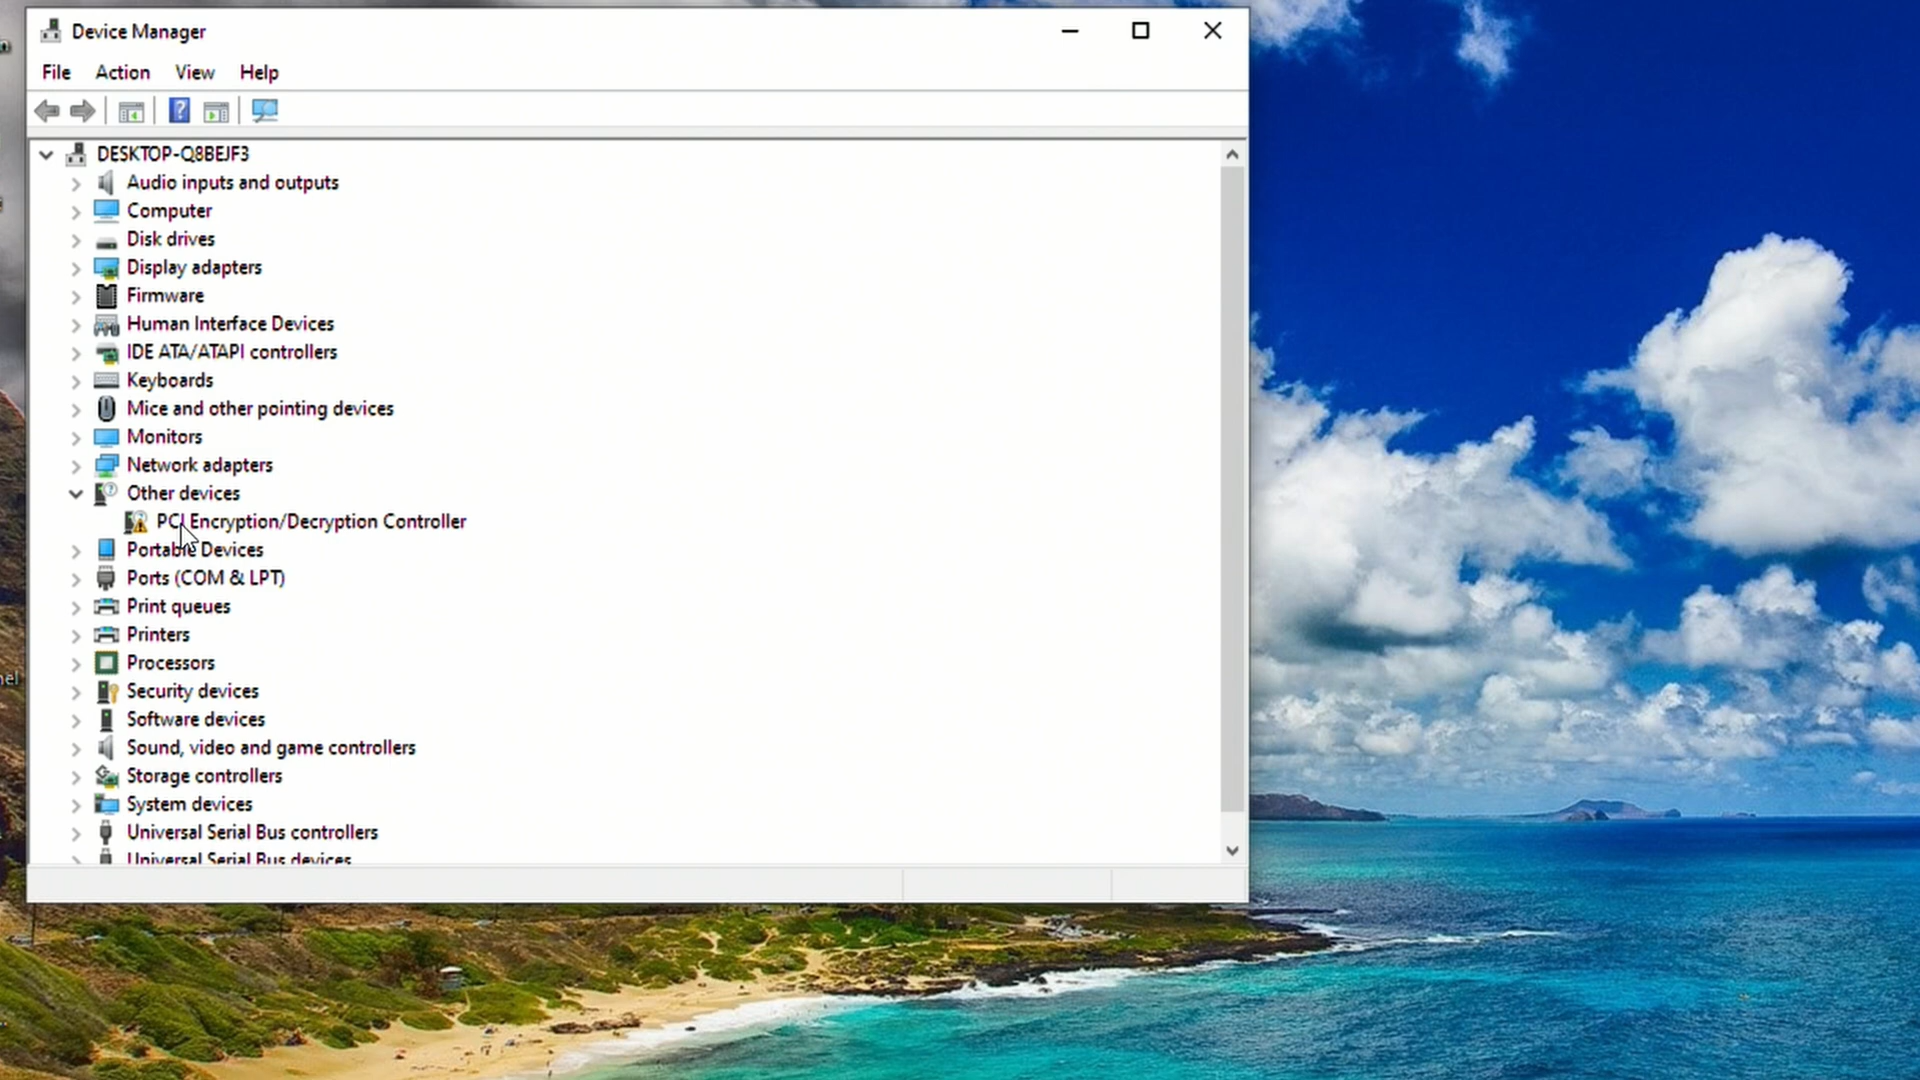 Device Manager
File Action View Help
DESKTOP-Q8BEJF3
Audio inputs and outputs
Computer
Disk drives
Display adapters
Firmware
Human Interface Devices
IDE ATA/ATAPI controllers
Keyboards
Mice and other pointing devices
Monitors
Network adapters
Other devices
PCI Encryption/Decryption Controller
Portable Devices
Ports (COM & LPT)
Print queues
Printers
Processors
Security devices
Software devices
Sound, video and game controllers
Storage controllers
System devices
Universal Serial Bus controllers
Universal Serial Bus devices